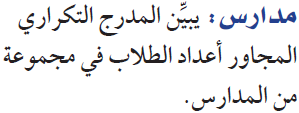 مدارس: يبيِّن المدرج التكراري
المجاور أعداد الطلاب في مجموعة
من المدارس.